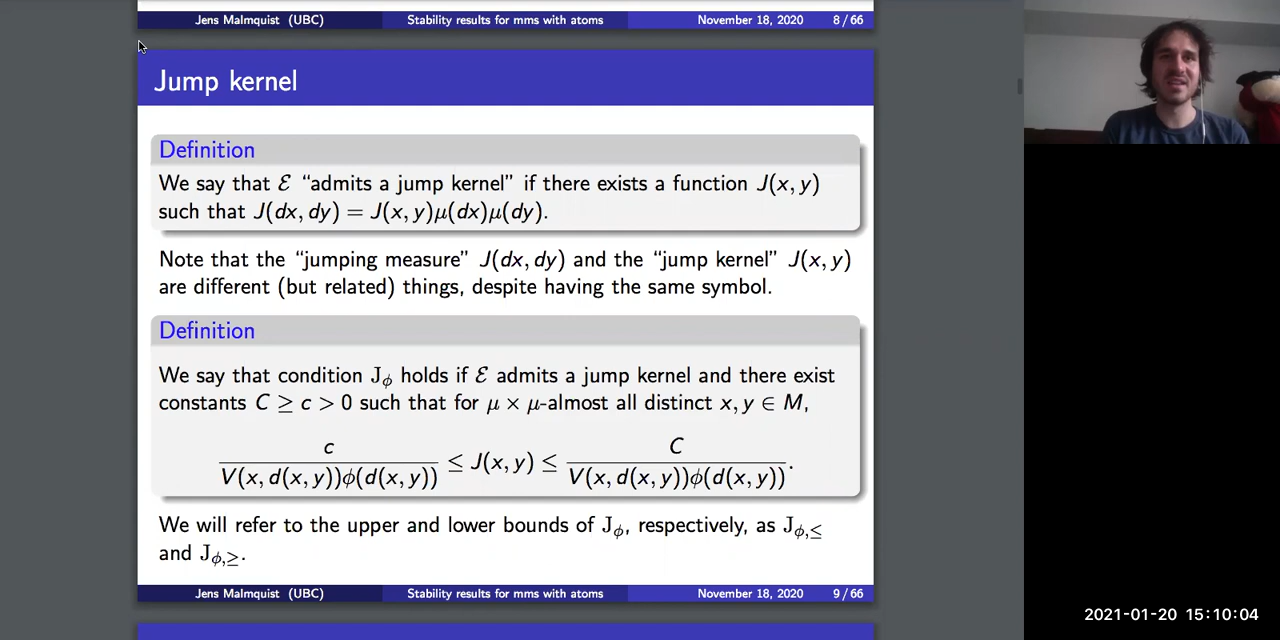 Jens Malmquist (UBC) Stability results for mms with atoms November 18, 2020 8 / 66
Jump kernel
Definition
We say that ℰ “admits a jump kernel” if there exists a function J(x, y)
such that J(dx, dy) = J(x, y)μ(dx)μ(dy).
Note that the “jumping measure” J(dx, dy) and the “jump kernel” J(x, y)
are different (but related) things, despite having the same symbol.
Definition
We say that condition J_ϕ holds if ℰ admits a jump kernel and there exist
constants C ≥ c > 0 such that for μ × μ-almost all distinct x, y ∈ M,
c / V(x, d(x, y))ϕ(d(x, y)) ≤ J(x, y) ≤ C / V(x, d(x, y))ϕ(d(x, y)).
We will refer to the upper and lower bounds of J_ϕ, respectively, as J_ϕ,≤
and J_ϕ,≥.
Jens Malmquist (UBC) Stability results for mms with atoms November 18, 2020 9 / 66
2021-01-20 15:10:04